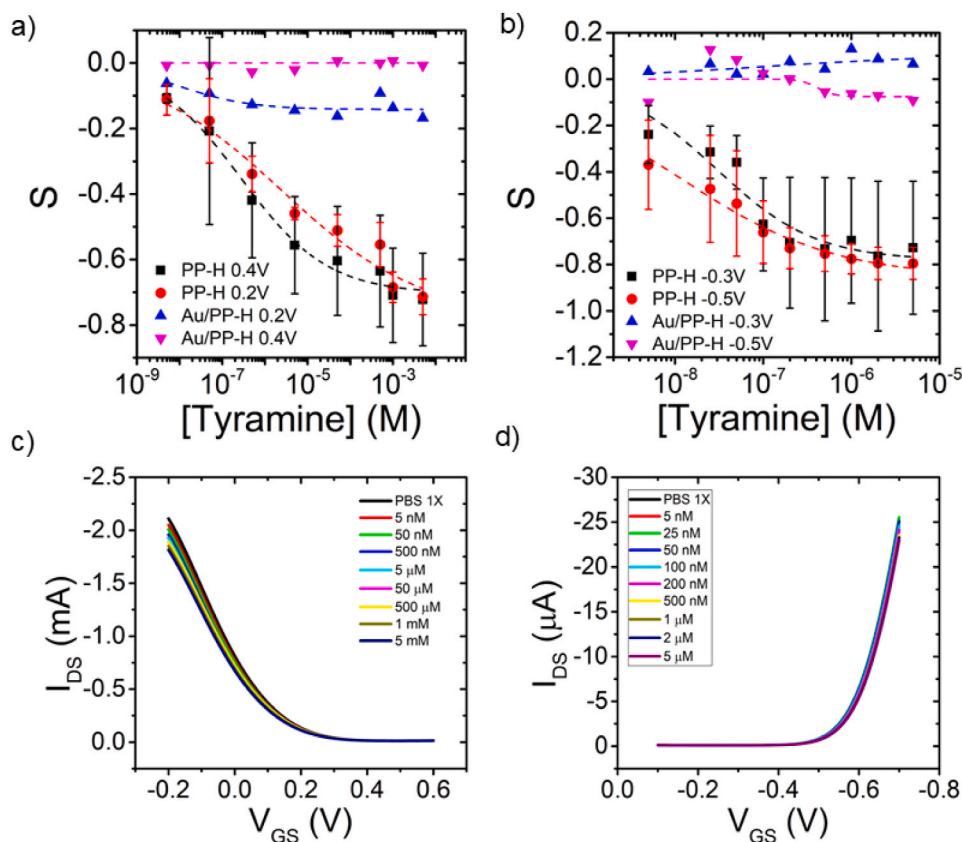 a)
0.0
-0.2
-0.4
-0.6
-0.8
S
PP-H 0.4V
PP-H 0.2V
Au/PP-H 0.2V
Au/PP-H 0.4V
10⁻⁹ 10⁻⁷ 10⁻⁵ 10⁻³
[Tyramine] (M)
b)
0.2
0.0
-0.2
-0.4
-0.6
-0.8
-1.0
-1.2
S
PP-H -0.3V
PP-H -0.5V
Au/PP-H -0.3V
Au/PP-H -0.5V
10⁻⁸ 10⁻⁷ 10⁻⁶ 10⁻⁵
[Tyramine] (M)
c)
-2.5
-2.0
-1.5
-1.0
-0.5
0.0
I_DS (mA)
PBS 1X
5 nM
50 nM
500 nM
5 µM
50 µM
500 µM
1 mM
5 mM
-0.2 0.0 0.2 0.4 0.6
V_GS (V)
d)
-30
-25
-20
-15
-10
-5
0
I_DS (µA)
PBS 1X
5 nM
25 nM
50 nM
100 nM
200 nM
500 nM
1 µM
2 µM
5 µM
0.0 -0.2 -0.4 -0.6 -0.8
V_GS (V)